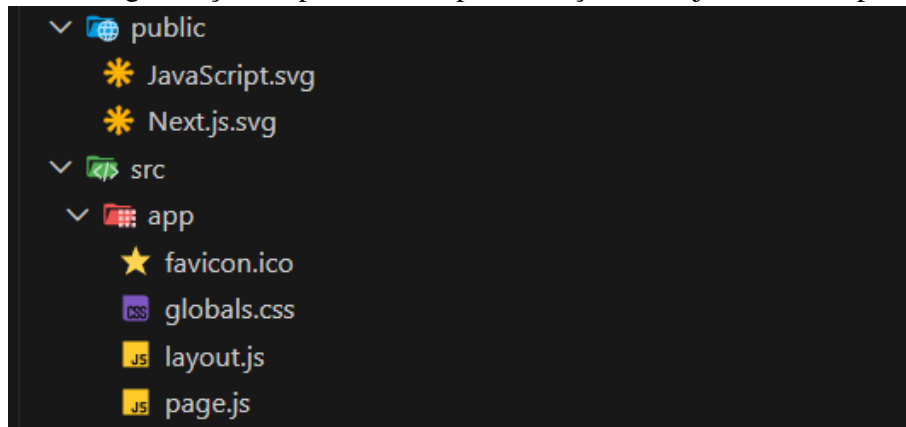 public
JavaScript.svg
Next.js.svg
src
app
favicon.ico
globals.css
layout.js
page.js